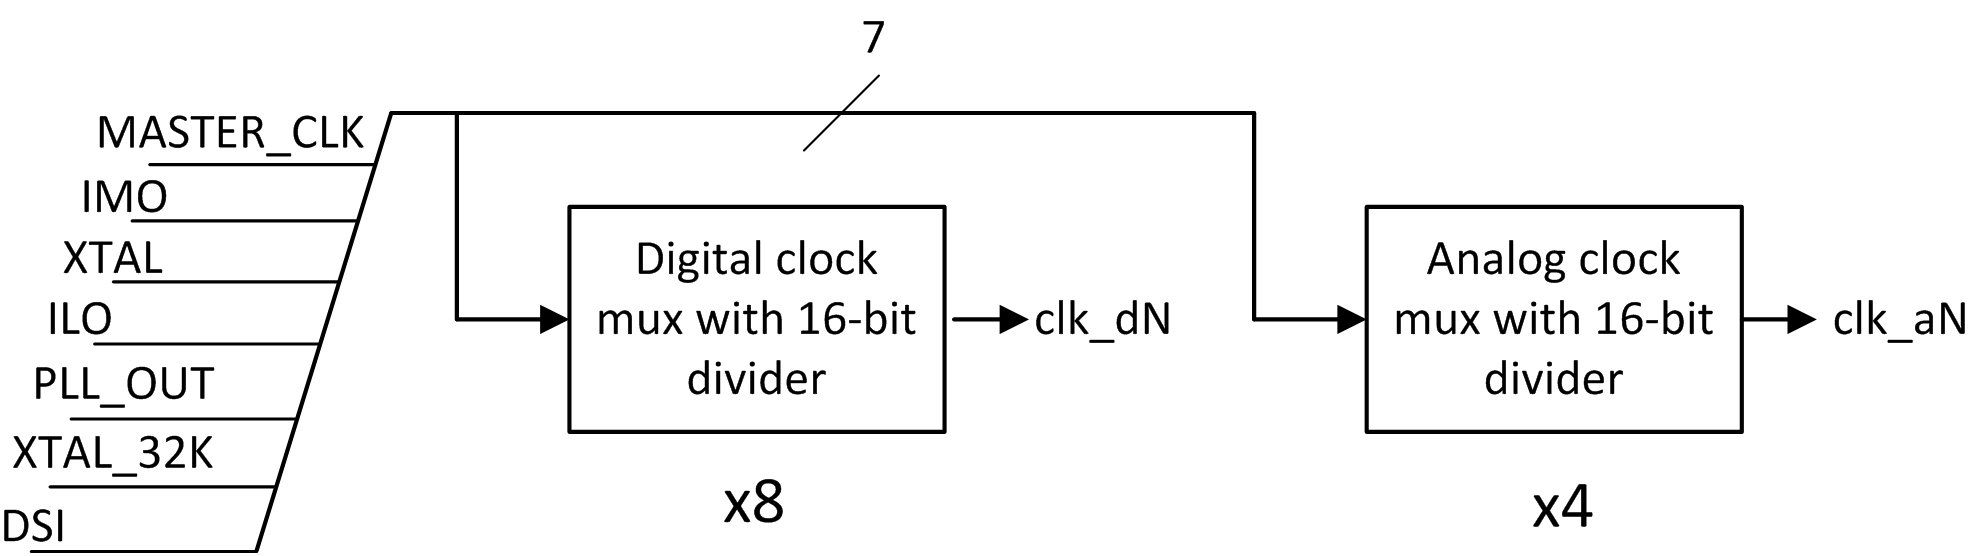 7
MASTER_CLK
IMO
XTAL
ILO
PLL_OUT
XTAL_32K
DSI
Digital clock
mux with 16-bit
divider
clk_dN
x8
Analog clock
mux with 16-bit
divider
clk_aN
x4